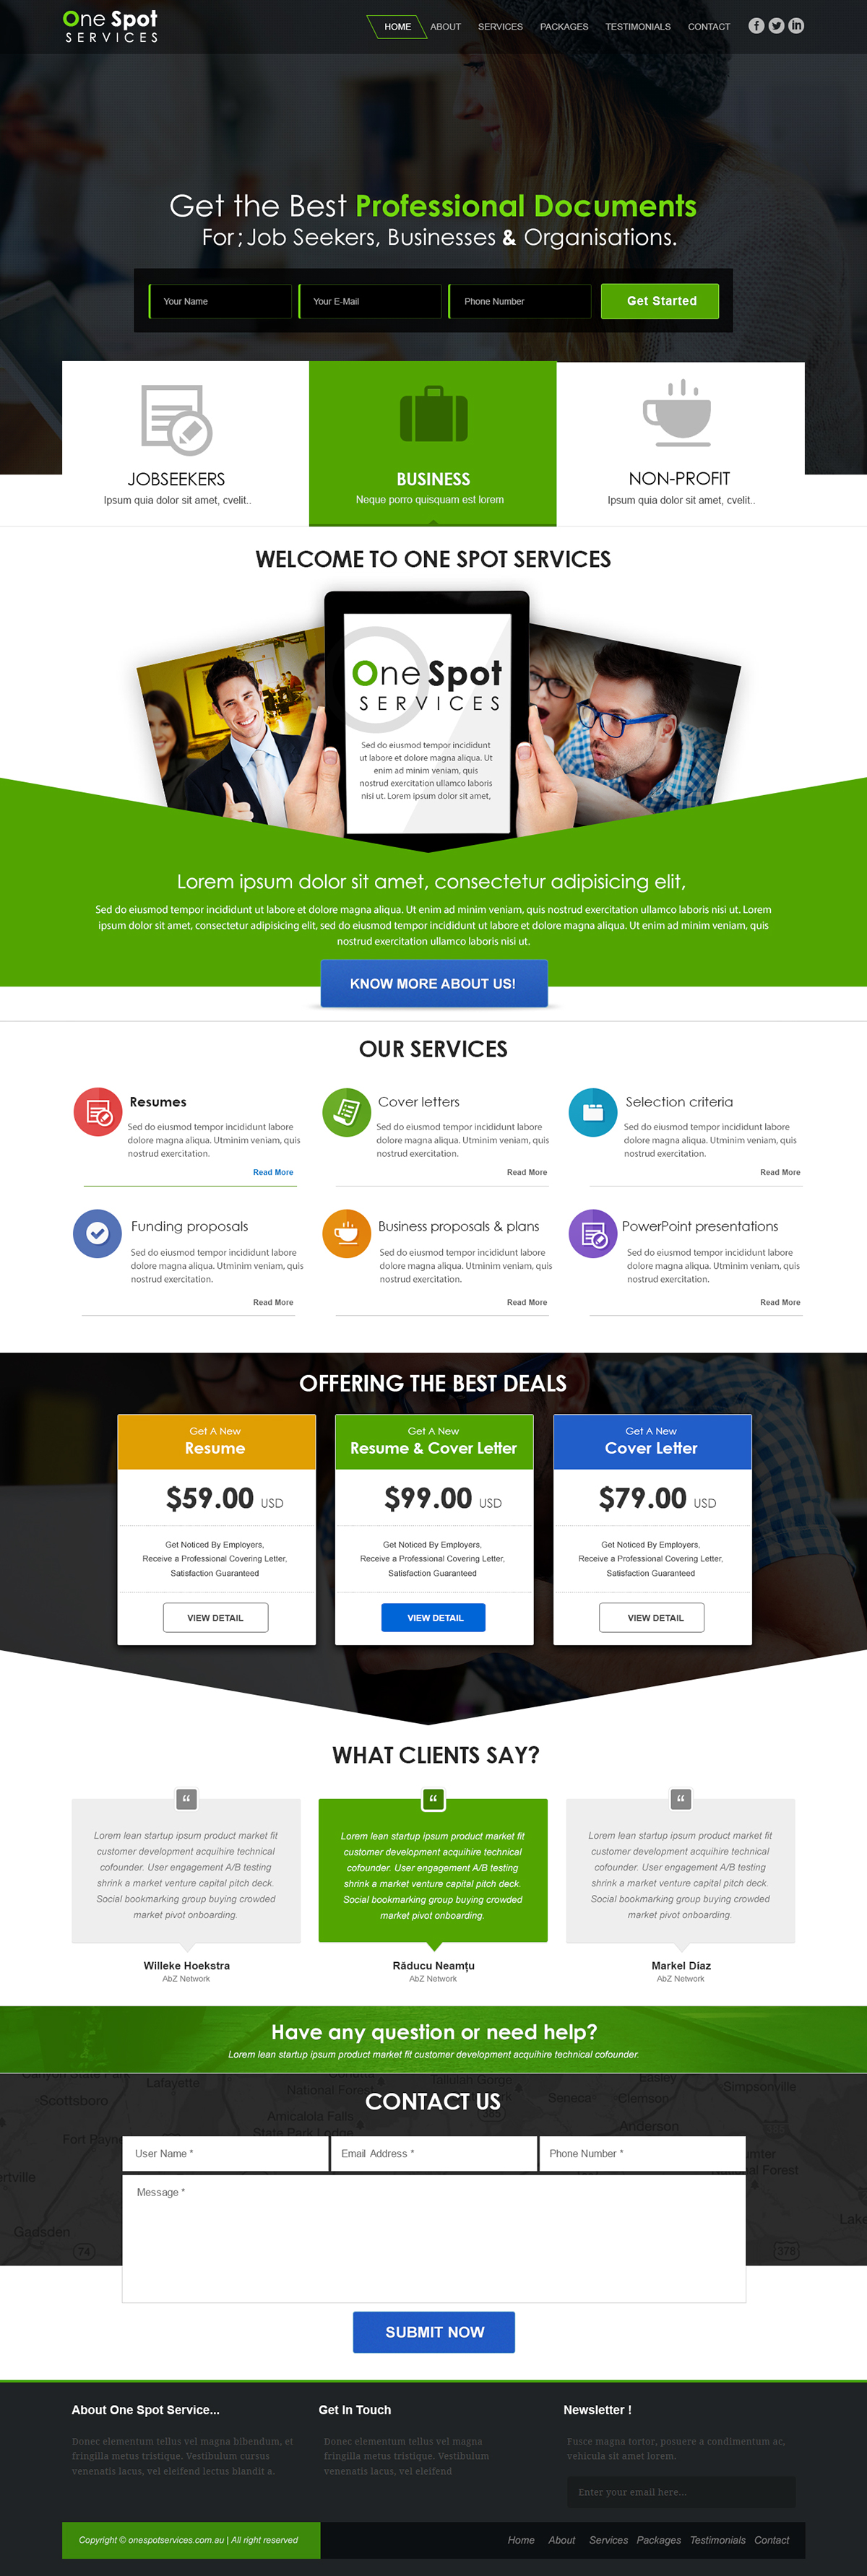 One Spot
SERVICES
HOME ABOUT SERVICES PACKAGES TESTIMONIALS CONTACT
Get the Best Professional Documents
For ; Job Seekers, Businesses & Organisations.
Your Name Your E-Mail Phone Number Get Started
JOBSEEKERS
Ipsum quia dolor sit amet, cvelit..
BUSINESS
Neque porro quisquam est lorem
NON-PROFIT
Ipsum quia dolor sit amet, cvelit..
WELCOME TO ONE SPOT SERVICES
One Spot
SERVICES
Sed do eiusmod tempor incididunt
ut labore et dolore magna aliqua. Ut
enim ad minim veniam, quis
nostrud exercitation ullamco laboris
nisi ut. Lorem ipsum dolor sit amet,
Lorem ipsum dolor sit amet, consectetur adipisicing elit,
Sed do eiusmod tempor incididunt ut labore et dolore magna aliqua. Ut enim ad minim veniam, quis nostrud exercitation ullamco laboris nisi ut. Lorem
ipsum dolor sit amet, consectetur adipisicing elit, sed do eiusmod tempor incididunt ut labore et dolore magna aliqua. Ut enim ad minim veniam, quis
nostrud exercitation ullamco laboris nisi ut.
KNOW MORE ABOUT US!
OUR SERVICES
Resumes
Sed do eiusmod tempor incididunt labore
dolore magna aliqua. Utminim veniam, quis
nostrud exercitation.
Read More
Cover letters
Sed do eiusmod tempor incididunt labore
dolore magna aliqua. Utminim veniam, quis
nostrud exercitation.
Read More
Selection criteria
Sed do eiusmod tempor incididunt labore
dolore magna aliqua. Utminim veniam, quis
nostrud exercitation.
Read More
Funding proposals
Sed do eiusmod tempor incididunt labore
dolore magna aliqua. Utminim veniam, quis
nostrud exercitation.
Read More
Business proposals & plans
Sed do eiusmod tempor incididunt labore
dolore magna aliqua. Utminim veniam, quis
nostrud exercitation.
Read More
PowerPoint presentations
Sed do eiusmod tempor incididunt labore
dolore magna aliqua. Utminim veniam, quis
nostrud exercitation.
Read More
OFFERING THE BEST DEALS
Get A New
Resume
$59.00 USD
Get Noticed By Employers,
Receive a Professional Covering Letter,
Satisfaction Guaranteed
VIEW DETAIL
Get A New
Resume & Cover Letter
$99.00 USD
Get Noticed By Employers,
Receive a Professional Covering Letter,
Satisfaction Guaranteed
VIEW DETAIL
Get A New
Cover Letter
$79.00 USD
Get Noticed By Employers,
Receive a Professional Covering Letter,
Satisfaction Guaranteed
VIEW DETAIL
WHAT CLIENTS SAY?
Lorem lean startup ipsum product market fit
customer development acquihire technical
cofounder. User engagement A/B testing
shrink a market venture capital pitch deck.
Social bookmarking group buying crowded
market pivot onboarding.
Willeke Hoekstra
AbZ Network
Lorem lean startup ipsum product market fit
customer development acquihire technical
cofounder. User engagement A/B testing
shrink a market venture capital pitch deck.
Social bookmarking group buying crowded
market pivot onboarding.
Răducu Neamțu
AbZ Network
Lorem lean startup ipsum product market fit
customer development acquihire technical
cofounder. User engagement A/B testing
shrink a market venture capital pitch deck.
Social bookmarking group buying crowded
market pivot onboarding.
Markel Díaz
AbZ Network
Have any question or need help?
Lorem lean startup ipsum product market fit customer development acquihire technical cofounder.
CONTACT US
Lafayette
Scottsboro
National Forest
Amicalola Falls
State Park Lodge
Tallulah Gorge
Seneca
Easley
Clemson
Simpsonville
Anderson
Gadsden
74
378
User Name * Email Address * Phone Number *
Message *
SUBMIT NOW
About One Spot Service...
Donec elementum tellus vel magna bibendum, et
fringilla metus tristique. Vestibulum cursus
venenatis lacus, vel eleifend lectus blandit a.
Get In Touch
Donec elementum tellus vel magna
fringilla metus tristique. Vestibulum
venenatis lacus, vel eleifend
Newsletter !
Fusce magna tortor, posuere a condimentum ac,
vehicula sit amet lorem.
Enter your email here...
Copyright © onespotservices.com.au | All right reserved
Home About Services Packages Testimonials Contact